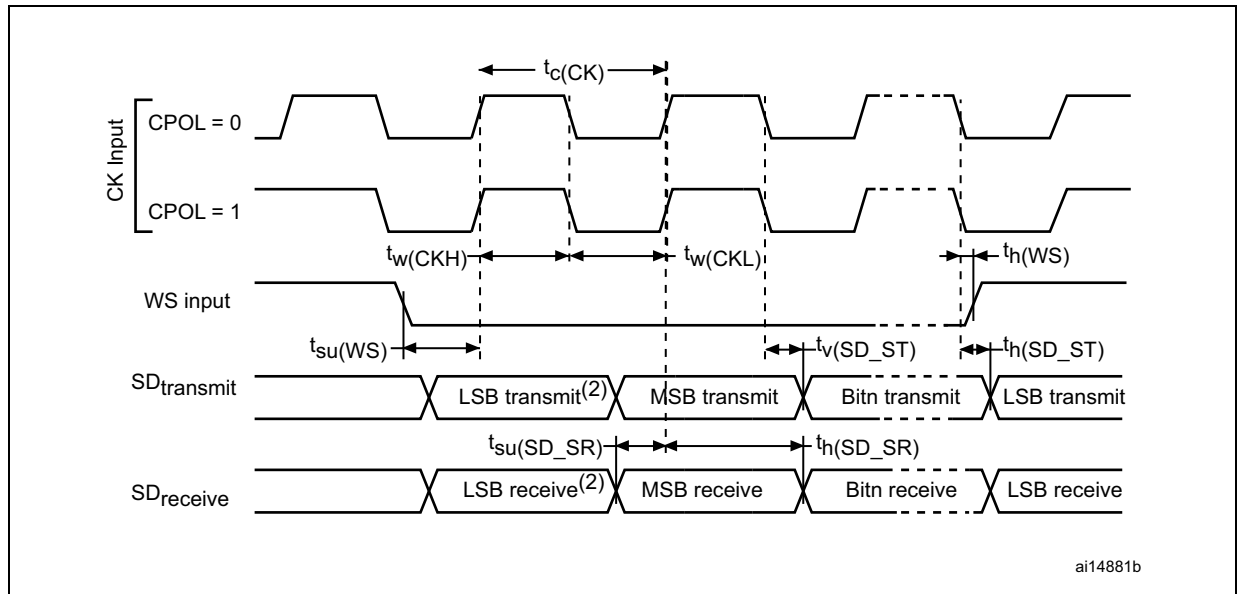 tc(CK)
CK Input
CPOL = 0
CPOL = 1
tw(CKH)
tw(CKL)
th(WS)
WS input
tsu(WS)
tv(SD_ST)
th(SD_ST)
SDtransmit
LSB transmit(2)
MSB transmit
Bitn transmit
LSB transmit
tsu(SD_SR)
th(SD_SR)
SDreceive
LSB receive(2)
MSB receive
Bitn receive
LSB receive
ai14881b